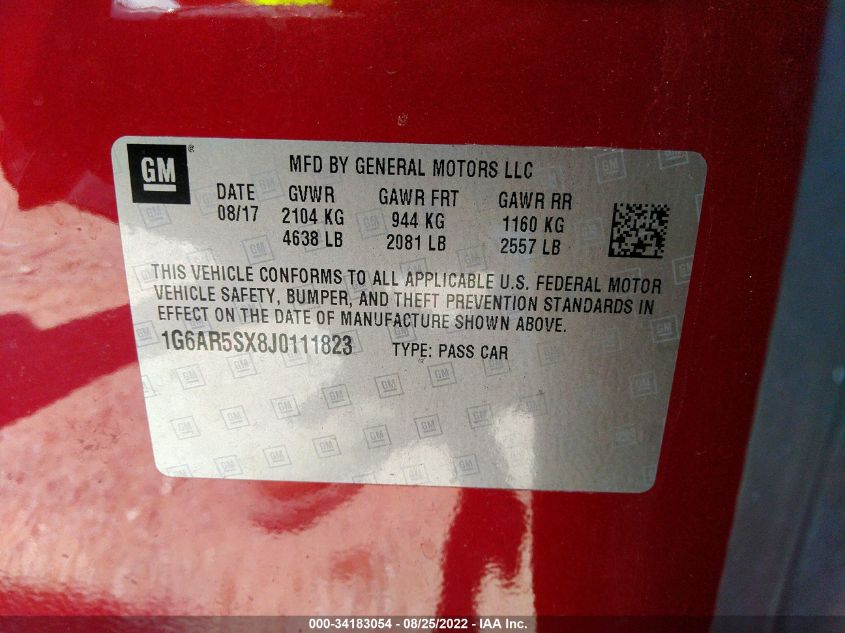 GM ®
MFD BY GENERAL MOTORS LLC
DATE GVWR GAWR FRT GAWR RR
08/17 2104 KG 944 KG 1160 KG
4638 LB 2081 LB 2557 LB
THIS VEHICLE CONFORMS TO ALL APPLICABLE U.S. FEDERAL MOTOR
VEHICLE SAFETY, BUMPER, AND THEFT PREVENTION STANDARDS IN
EFFECT ON THE DATE OF MANUFACTURE SHOWN ABOVE.
1G6AR5SX8J0111823 TYPE: PASS CAR
000-34183054 - 08/25/2022 - IAA Inc.